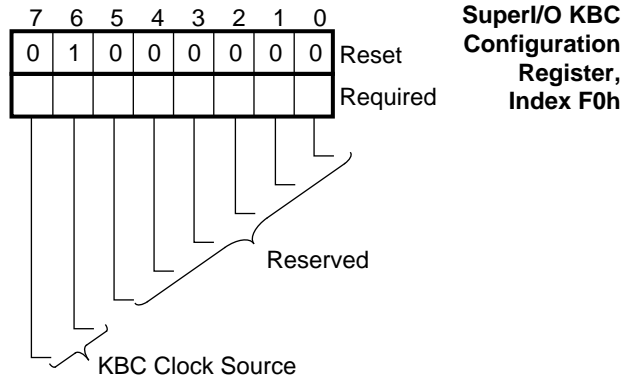 7 6 5 4 3 2 1 0
0 1 0 0 0 0 0 0 Reset
Required
SuperI/O KBC
Configuration
Register,
Index F0h
Reserved
KBC Clock Source